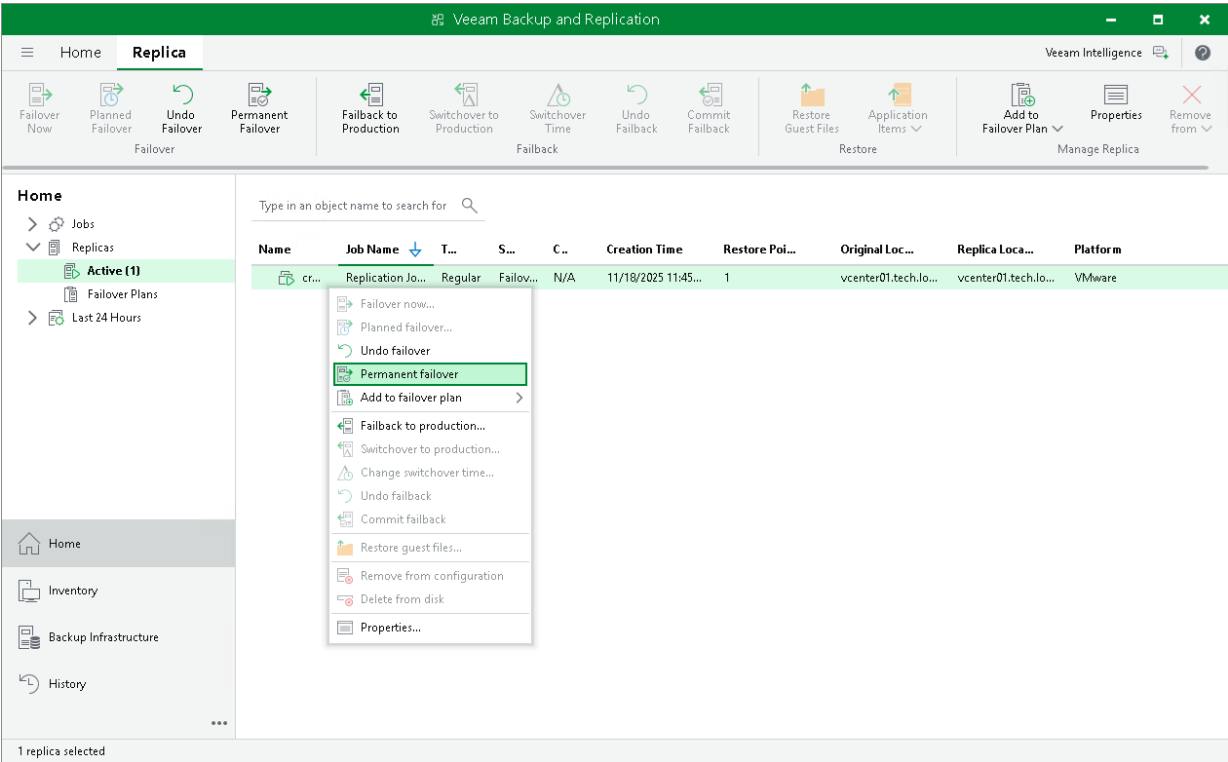 Veeam Backup and Replication
Home Replica Veeam Intelligence
Failover Now Planned Failover Undo Failover Permanent Failover Failback to Production Switchover to Production Switchover Time Undo Failback Commit Failback Restore Guest Files Application Items Add to Failover Plan Properties Remove from
Failover Failback Restore Manage Replica
Home
Jobs
Replicas
Active (1)
Failover Plans
Last 24 Hours
Type in an object name to search for
Name Job Name T... S... C .. Creation Time Restore Poi... Original Loc... Replica Loca... Platform
cr... Replication Jo... Regular Failov... N/A 11/18/2025 11:45... 1 vcenter01.tech.lo... vcenter01.tech.lo... VMware
Failover now...
Planned failover...
Undo failover
Permanent failover
Add to failover plan
Failback to production...
Switchover to production...
Change switchover time...
Undo failback
Commit failback
Restore guest files...
Remove from configuration
Delete from disk
Properties...
Home
Inventory
Backup Infrastructure
History
1 replica selected